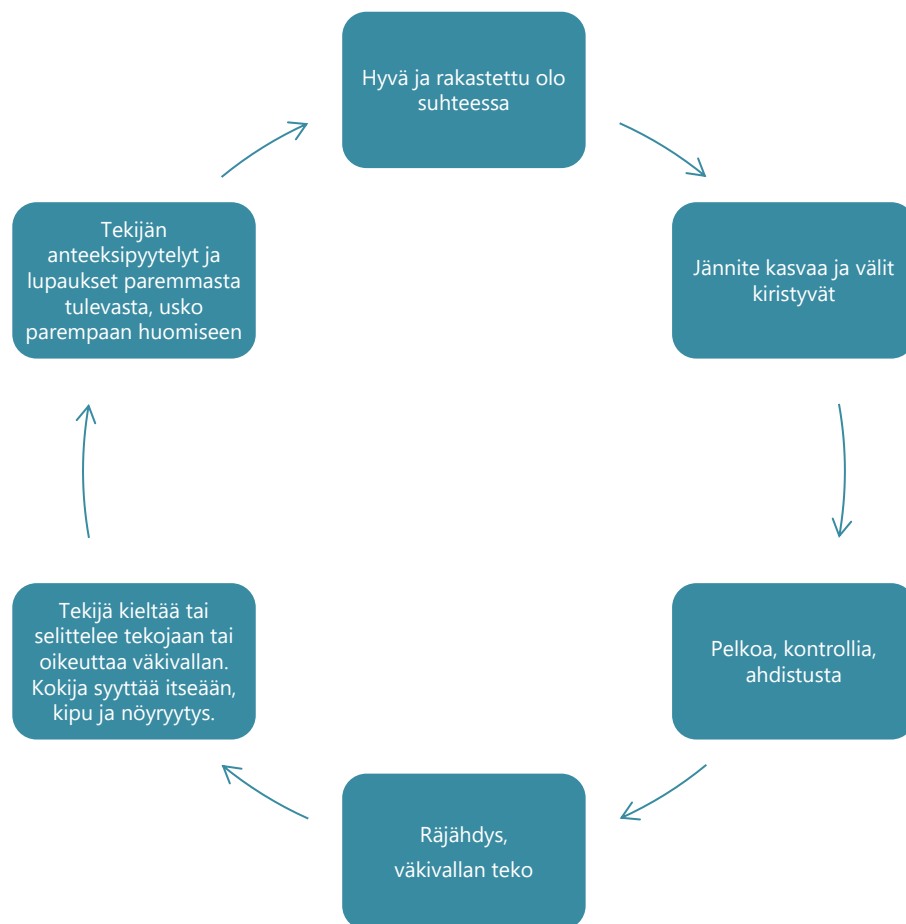 Hyvä ja rakastettu olo
suhteessa
Jännite kasvaa ja välit
kiristyvät
Pelkoa, kontrollia,
ahdistusta
Räjähdys,
väkivallan teko
Tekijä kieltää tai
selittelee tekojaan tai
oikeuttaa väkivallan.
Kokija syyttää itseään,
kipu ja nöyryytys.
Tekijän
anteeksipyytelyt ja
lupaukset paremmasta
tulevasta, usko
parempaan huomiseen